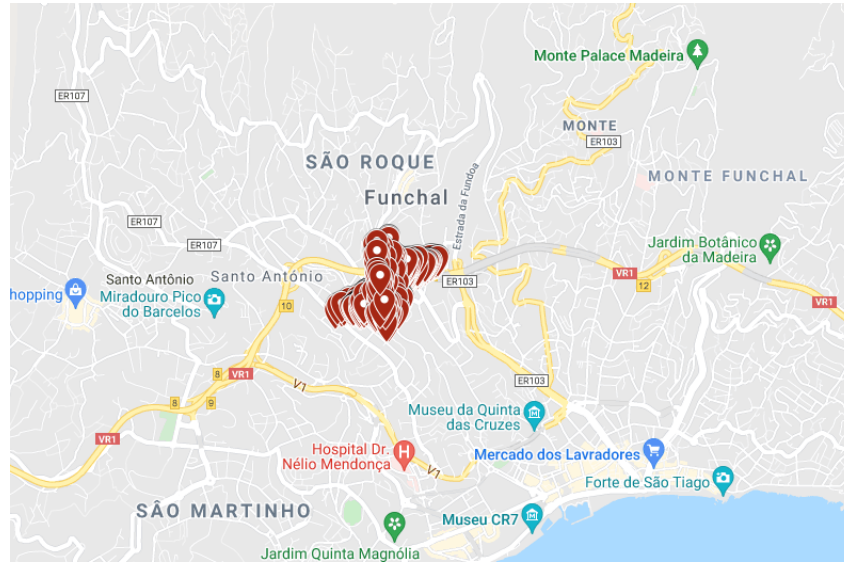 Monte Palace Madeira
ER107
MONTE
ER103
SÃO ROQUE
MONTE FUNCHAL
Funchal
Estrada da Fundoa
ER107
ER107
Jardim Botânico
da Madeira
Santo António
Santo Antônio
VR1
ER103
12
hopping
Miradouro Pico
do Barcelos
10
VR1
8
VR1
V1
ER103
8
9
Museu da Quinta
das Cruzes
VR1
Hospital Dr.
Nélio Mendonça
V1
Mercado dos Lavradores
Forte de São Tiago
SÂO MARTINHO
Museu CR7
Jardim Quinta Magnólia